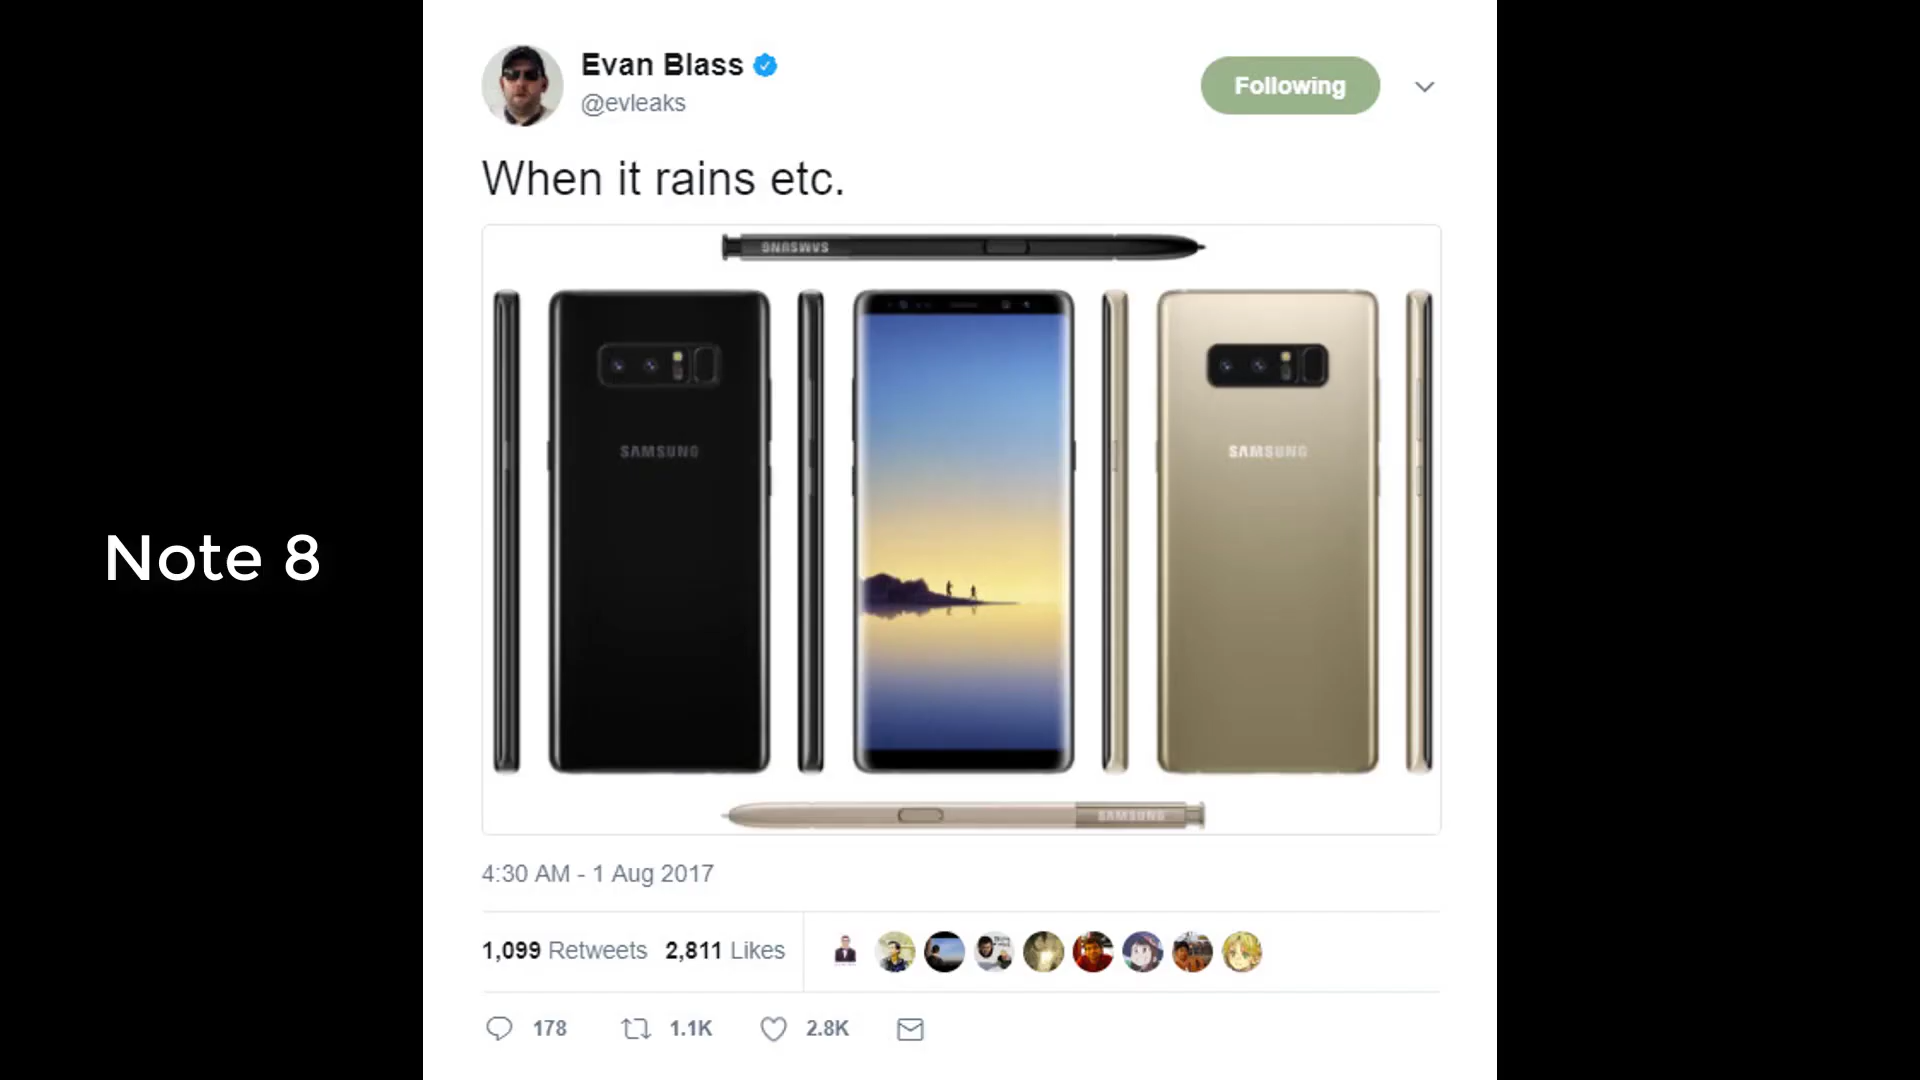 Evan Blass
@evleaks
Following
When it rains etc.
SAMSUNG
SAMSUNG
SAMSUNG
Note 8
SAMSUNG
4:30 AM - 1 Aug 2017
1,099 Retweets 2,811 Likes
178 1.1K 2.8K